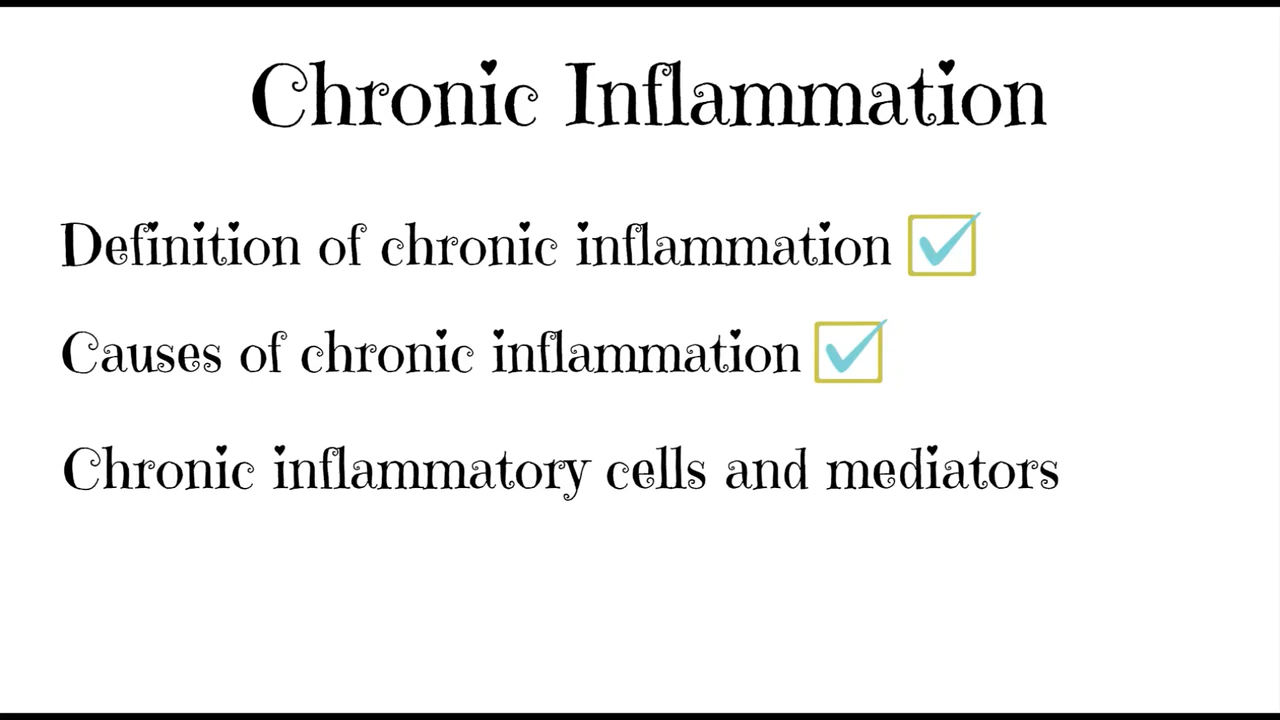 Chronic Inflammation
Definition of chronic inflammation
Causes of chronic inflammation
Chronic inflammatory cells and mediators